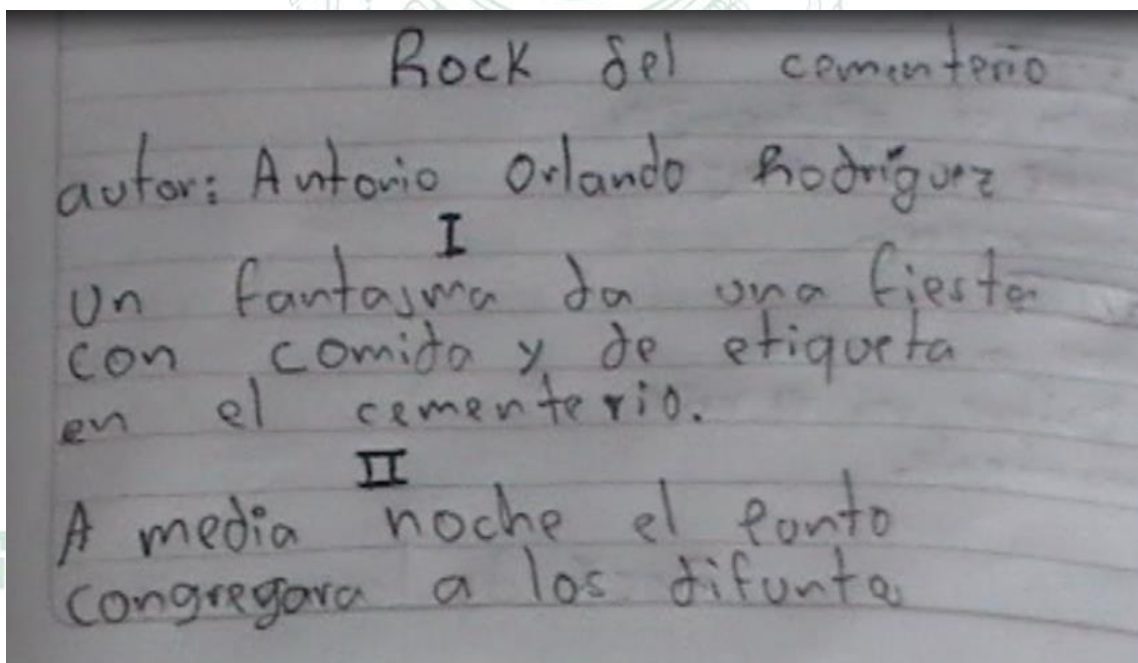 Rock del cementerio
autor: Antonio Orlando Rodríguez
I
Un fantasma da una fiesta
con comida y de etiqueta
en el cementerio.
II
A media noche el punto
congregara a los difunto